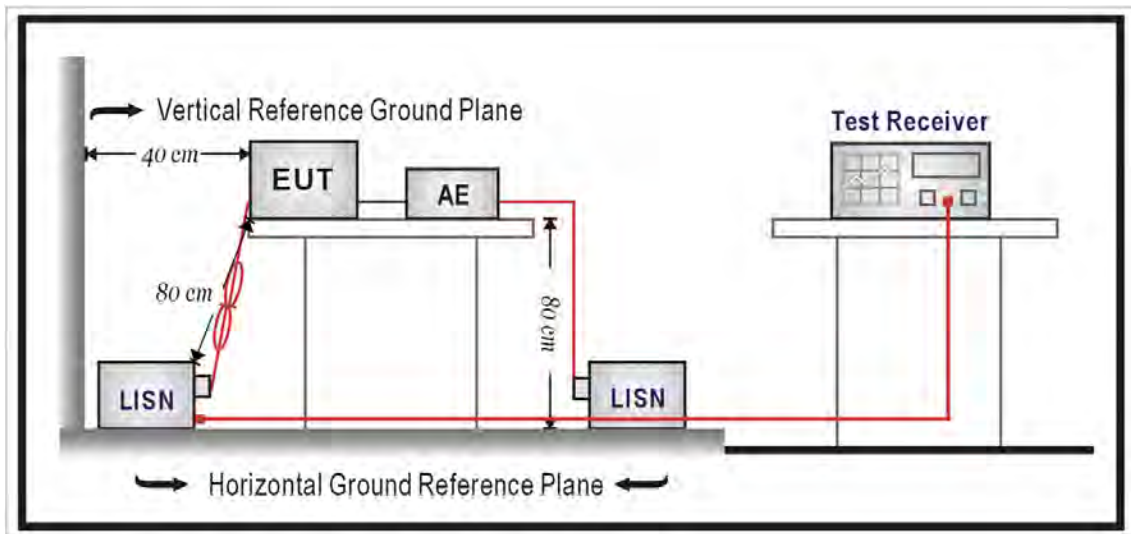 Vertical Reference Ground Plane
40 cm
Test Receiver
EUT
AE
80 cm
80 cm
LISN
LISN
Horizontal Ground Reference Plane